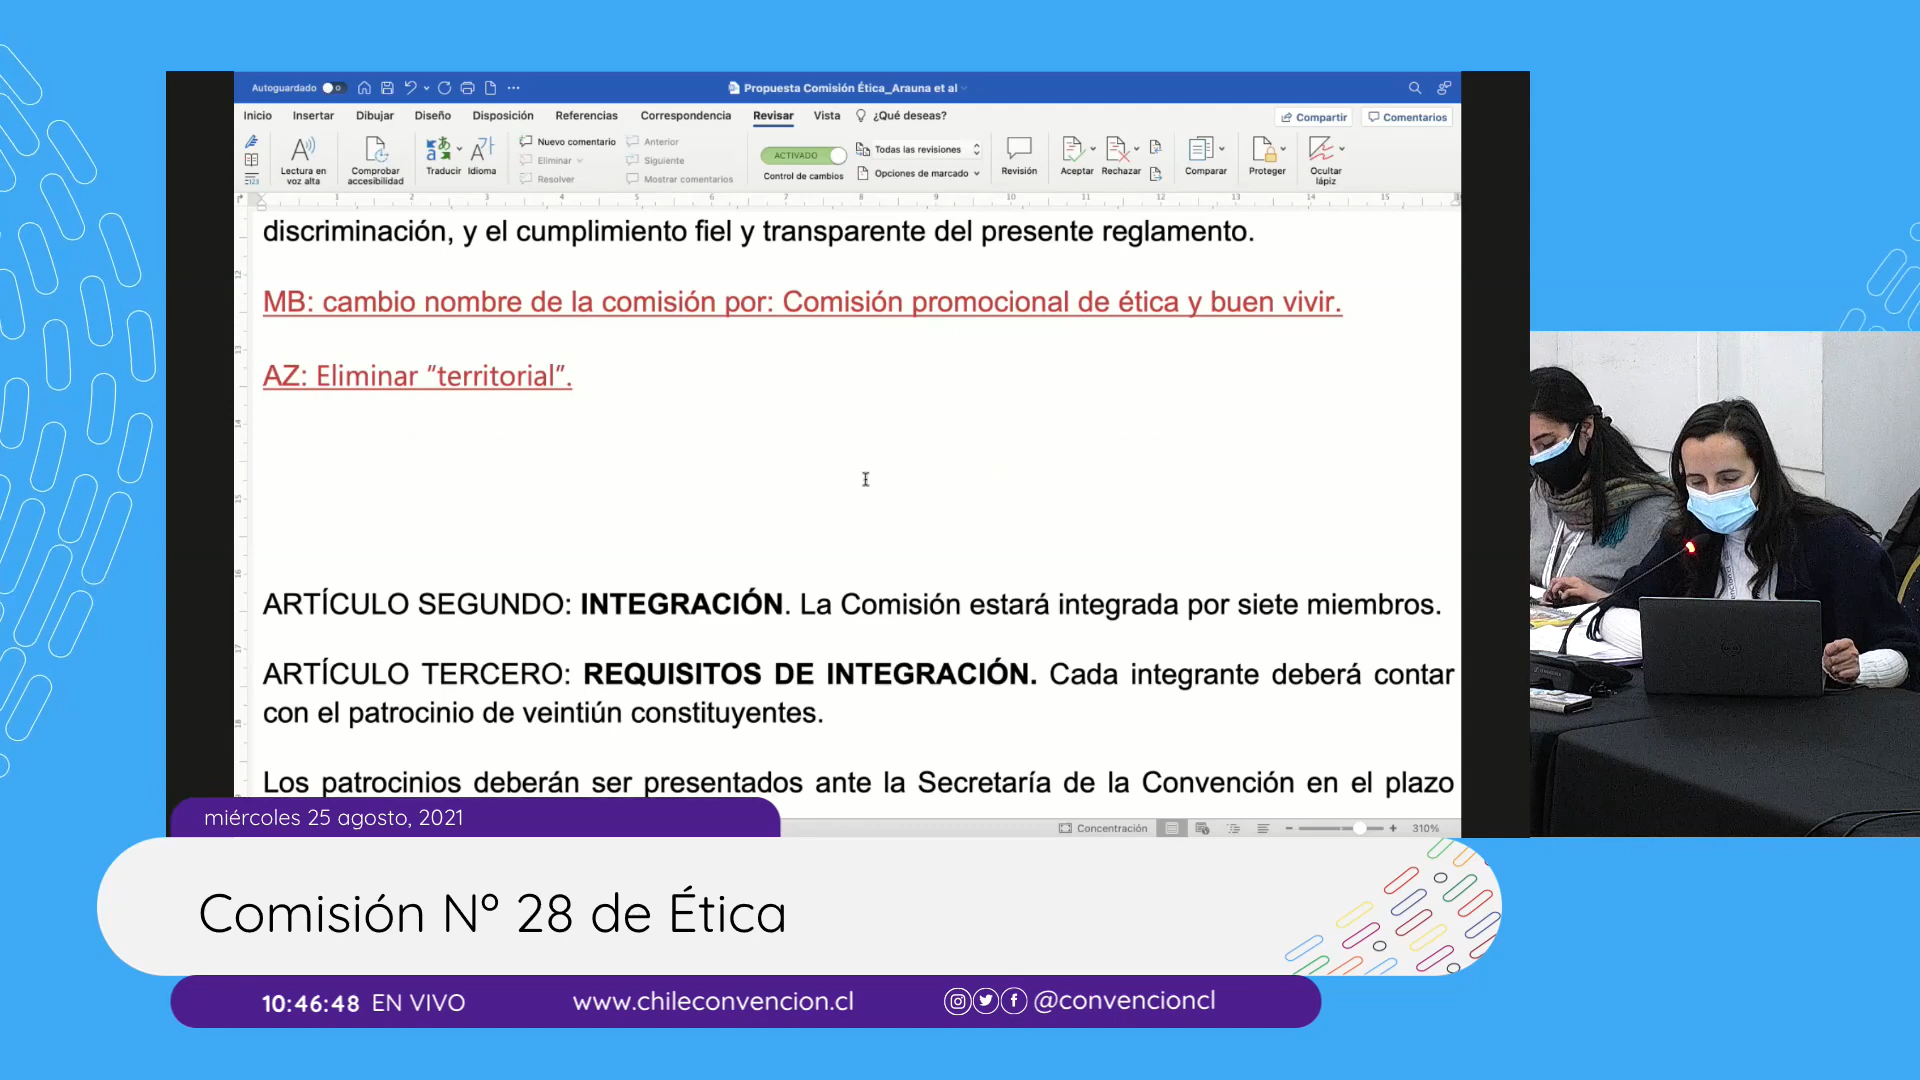 Autoguardado
Propuesta Comisión Ética_Arauna et al
Inicio Insertar Dibujar Diseño Disposición Referencias Correspondencia Revisar Vista ¿Qué deseas? Compartir Comentarios
Lectura en voz alta
Comprobar accesibilidad
Traducir Idioma
Nuevo comentario Anterior
Eliminar Siguiente
Resolver Mostrar comentarios
ACTIVADO
Control de cambios
Todas las revisiones
Opciones de marcado
Revisión Aceptar Rechazar Comparar Proteger
Ocultar lápiz
discriminación, y el cumplimiento fiel y transparente del presente reglamento.
MB: cambio nombre de la comisión por: Comisión promocional de ética y buen vivir.
AZ: Eliminar “territorial”.
ARTÍCULO SEGUNDO: INTEGRACIÓN. La Comisión estará integrada por siete miembros.
ARTÍCULO TERCERO: REQUISITOS DE INTEGRACIÓN. Cada integrante deberá contar
con el patrocinio de veintiún constituyentes.
Los patrocinios deberán ser presentados ante la Secretaría de la Convención en el plazo
Concentración 310%
miércoles 25 agosto, 2021
Comisión N° 28 de Ética
10:46:48 EN VIVO www.chileconvencion.cl @convencioncl